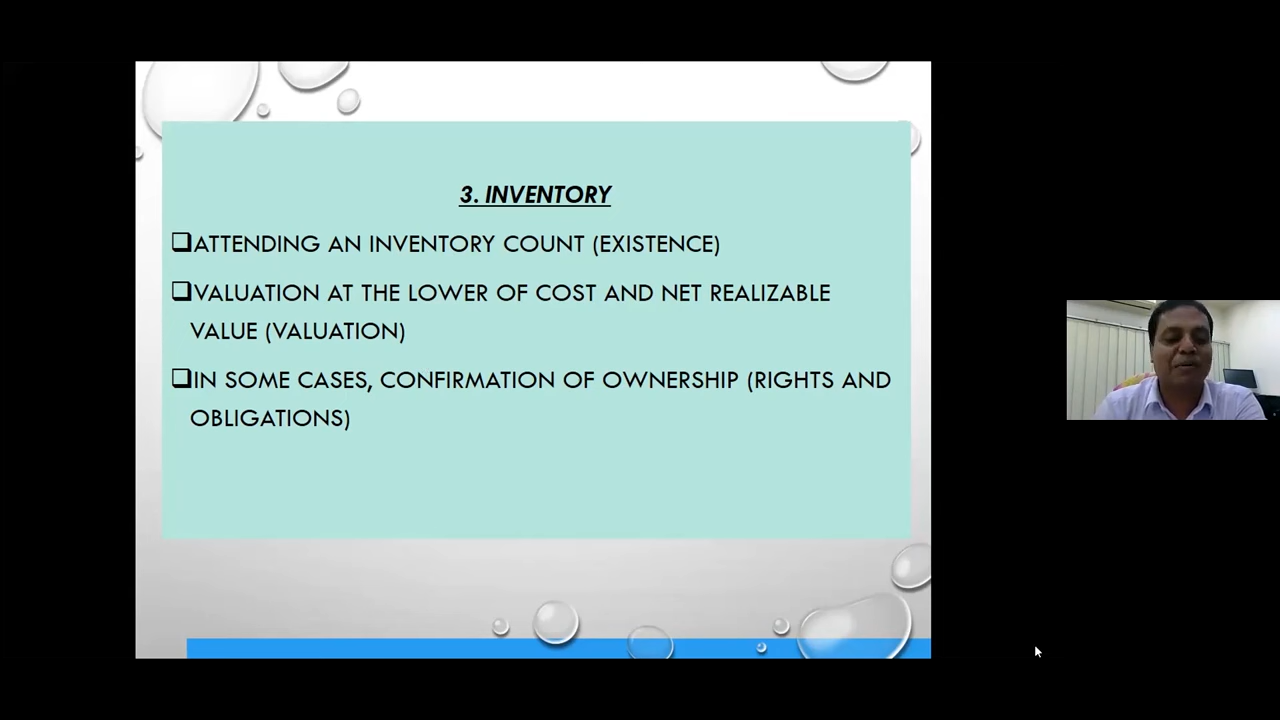 3. INVENTORY
❑ATTENDING AN INVENTORY COUNT (EXISTENCE)
❑VALUATION AT THE LOWER OF COST AND NET REALIZABLE
VALUE (VALUATION)
❑IN SOME CASES, CONFIRMATION OF OWNERSHIP (RIGHTS AND
OBLIGATIONS)